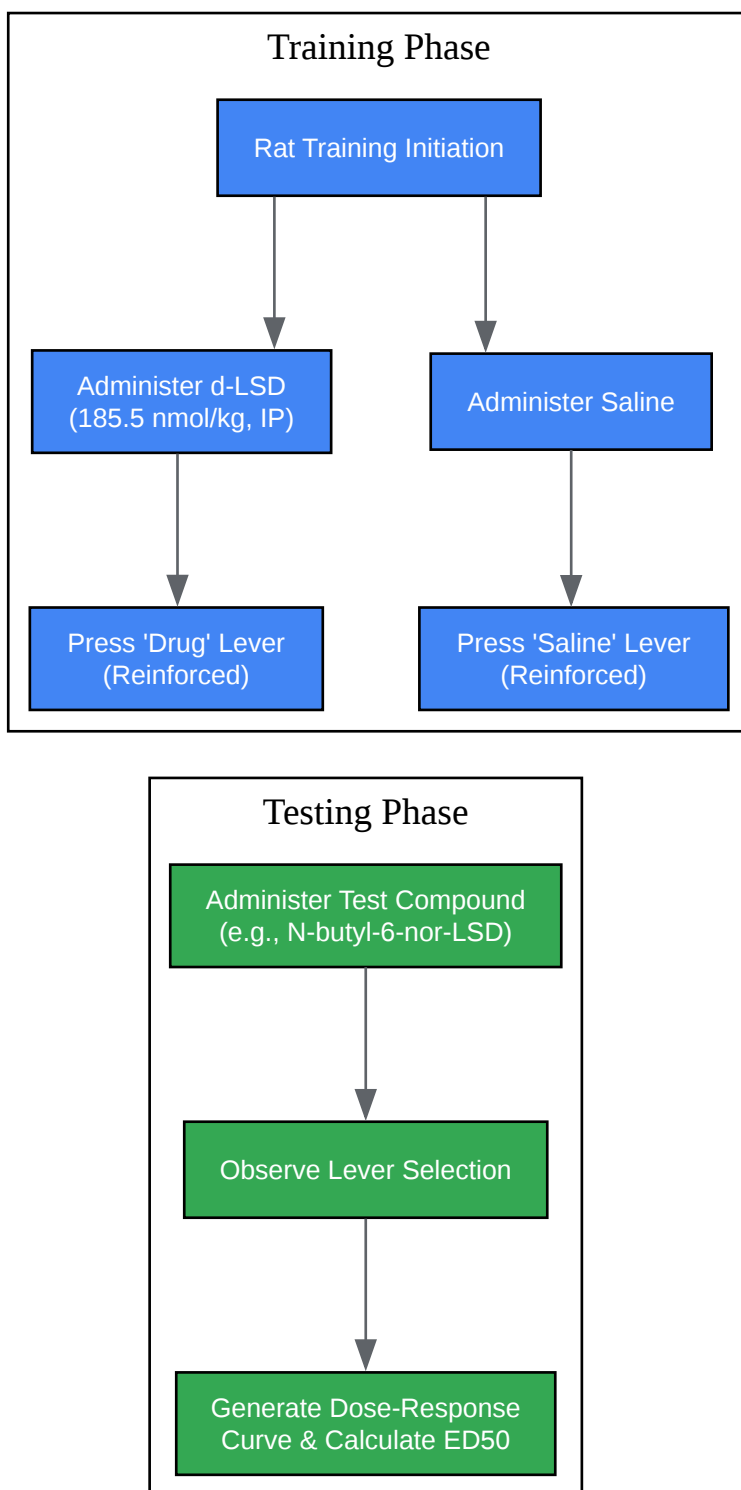 Training Phase
Rat Training Initiation
Administer d-LSD
(185.5 nmol/kg, IP)
Administer Saline
Press 'Drug' Lever
(Reinforced)
Press 'Saline' Lever
(Reinforced)
Testing Phase
Administer Test Compound
(e.g., N-butyl-6-nor-LSD)
Observe Lever Selection
Generate Dose-Response
Curve & Calculate ED50